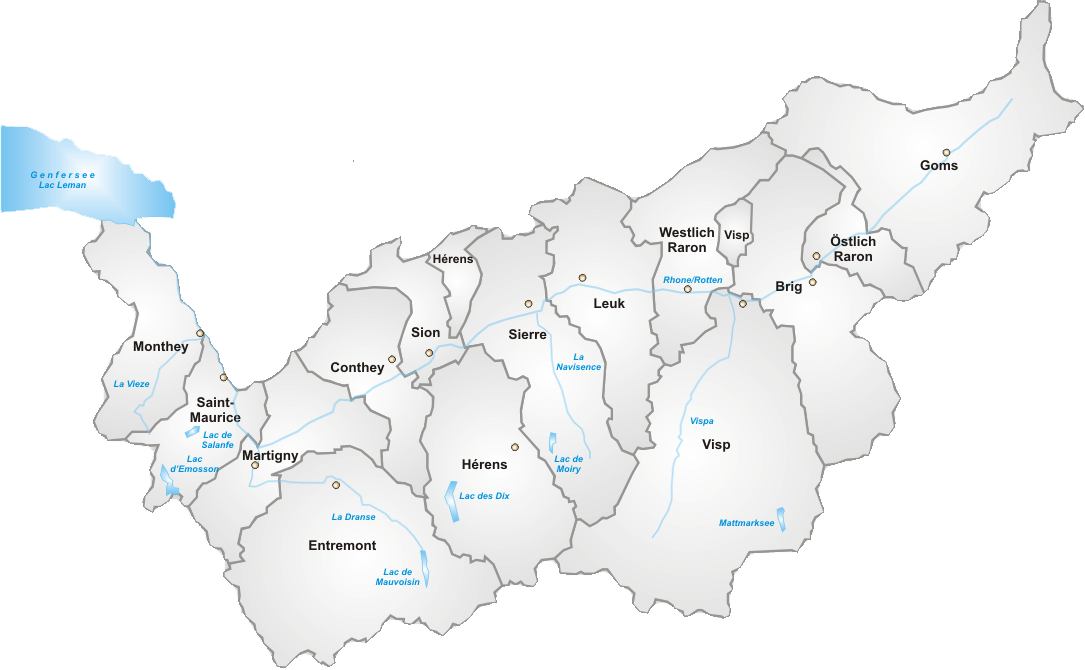 Genfersee
Lac Leman
Goms
Westlich
Raron
Visp
Östlich
Raron
Hérens
Rhone/Rotten
Brig
Leuk
Sion
Sierre
Monthey
Conthey
La
Navisence
La Vieze
Saint-
Maurice
Lac de
Salanfe
Vispa
Visp
Martigny
Lac
d'Emosson
Hérens
Lac de
Moiry
Lac des Dix
La Dranse
Mattmarksee
Entremont
Lac de
Mauvoisin